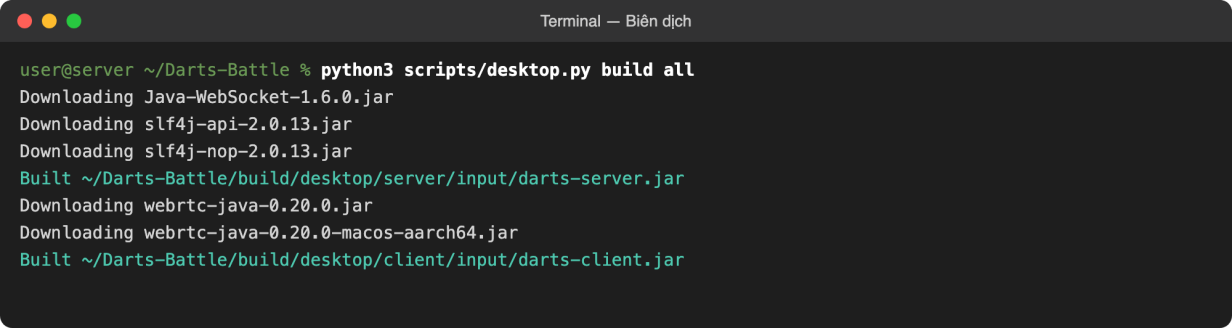 Terminal — Biên dịch
user@server ~/Darts-Battle % python3 scripts/desktop.py build all
Downloading Java-WebSocket-1.6.0.jar
Downloading slf4j-api-2.0.13.jar
Downloading slf4j-nop-2.0.13.jar
Built ~/Darts-Battle/build/desktop/server/input/darts-server.jar
Downloading webrtc-java-0.20.0.jar
Downloading webrtc-java-0.20.0-macos-aarch64.jar
Built ~/Darts-Battle/build/desktop/client/input/darts-client.jar